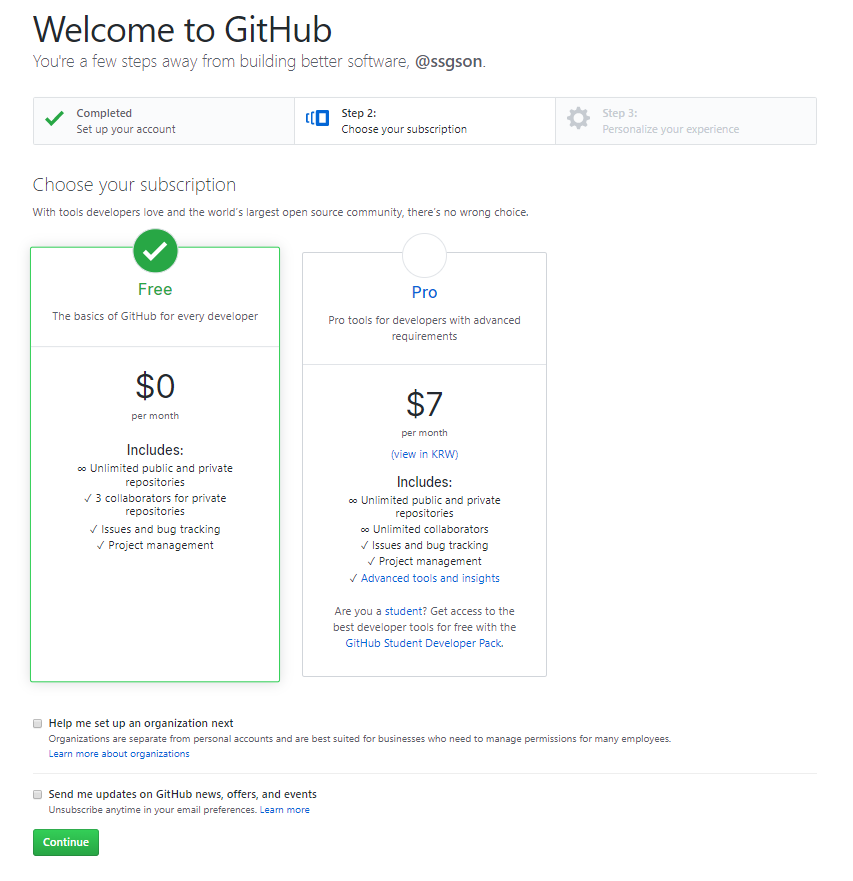 Welcome to GitHub
You're a few steps away from building better software, @ssgson.
Completed
Set up your account
Step 2:
Choose your subscription
Step 3:
Personalize your experience
Choose your subscription
With tools developers love and the world's largest open source community, there's no wrong choice.
Free
The basics of GitHub for every developer
$0
per month
Includes:
∞ Unlimited public and private
repositories
✓ 3 collaborators for private
repositories
✓ Issues and bug tracking
✓ Project management
Pro
Pro tools for developers with advanced
requirements
$7
per month
(view in KRW)
Includes:
∞ Unlimited public and private
repositories
∞ Unlimited collaborators
✓ Issues and bug tracking
✓ Project management
✓ Advanced tools and insights
Are you a student? Get access to the
best developer tools for free with the
GitHub Student Developer Pack.
Help me set up an organization next
Organizations are separate from personal accounts and are best suited for businesses who need to manage permissions for many employees.
Learn more about organizations
Send me updates on GitHub news, offers, and events
Unsubscribe anytime in your email preferences. Learn more
Continue